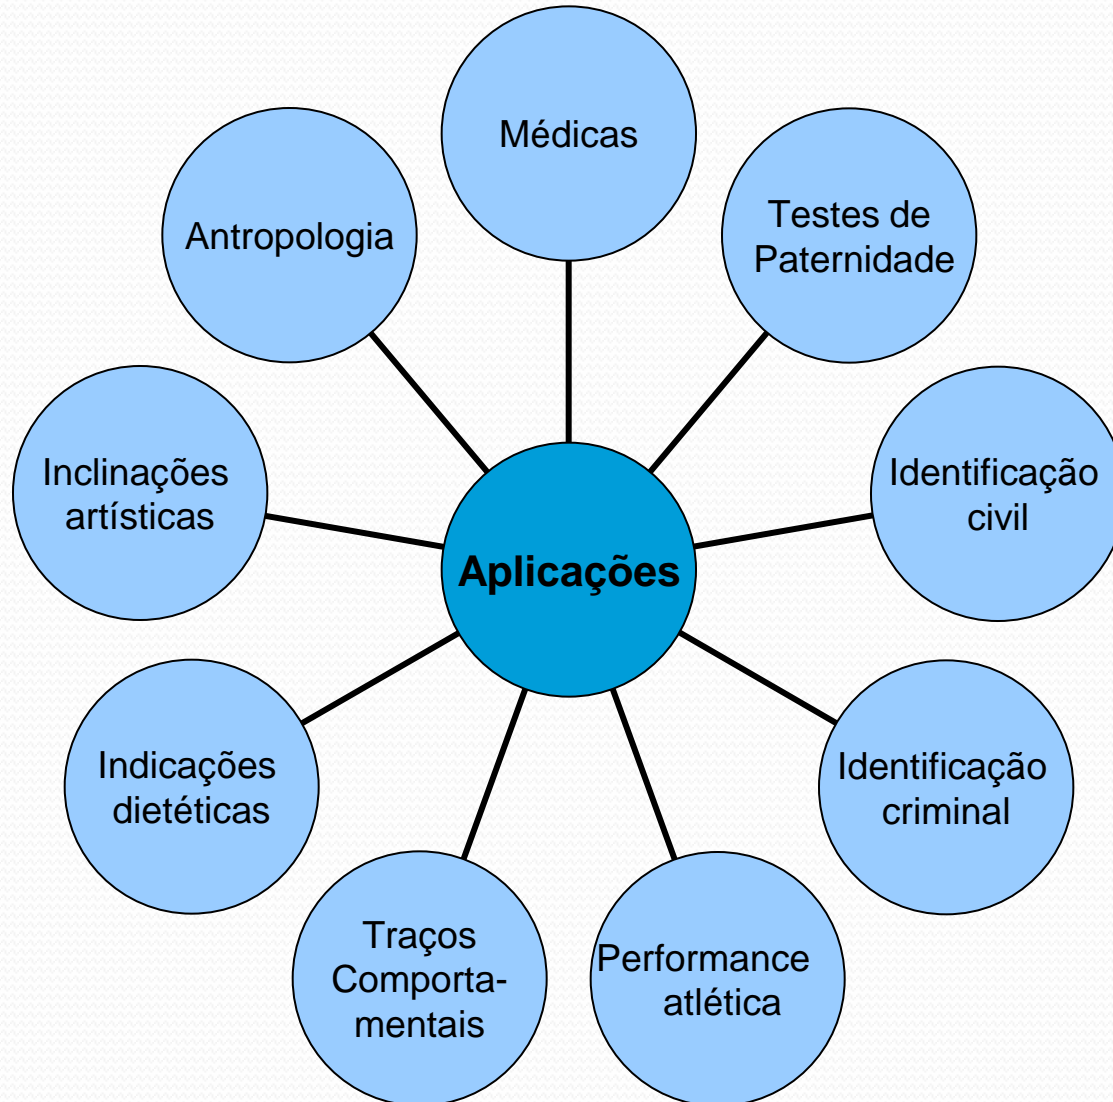 Médicas
Testes de
Paternidade
Identificação
civil
Identificação
criminal
Performance
atlética
Traços
Comporta-
mentais
Indicações
dietéticas
Inclinações
artísticas
Antropologia
Aplicações